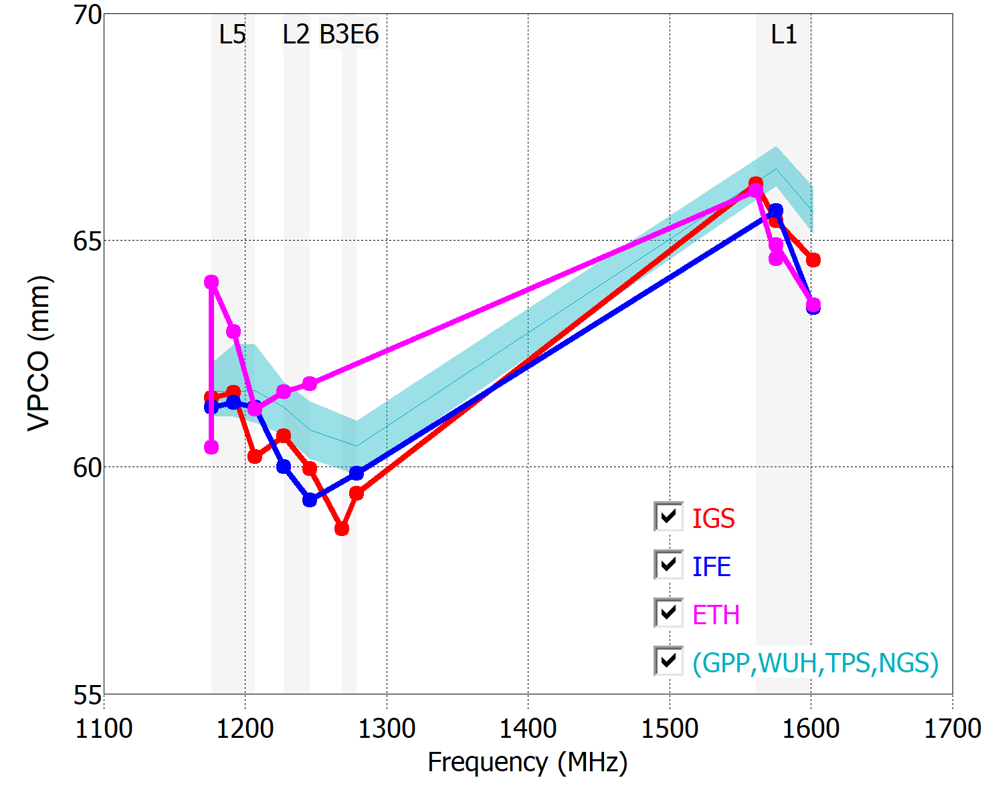 70
L5 L2 B3E6 L1
65
VPCO (mm)
60
IGS
IFE
ETH
(GPP,WUH,TPS,NGS)
55
1100 1200 1300 1400 1500 1600 1700
Frequency (MHz)